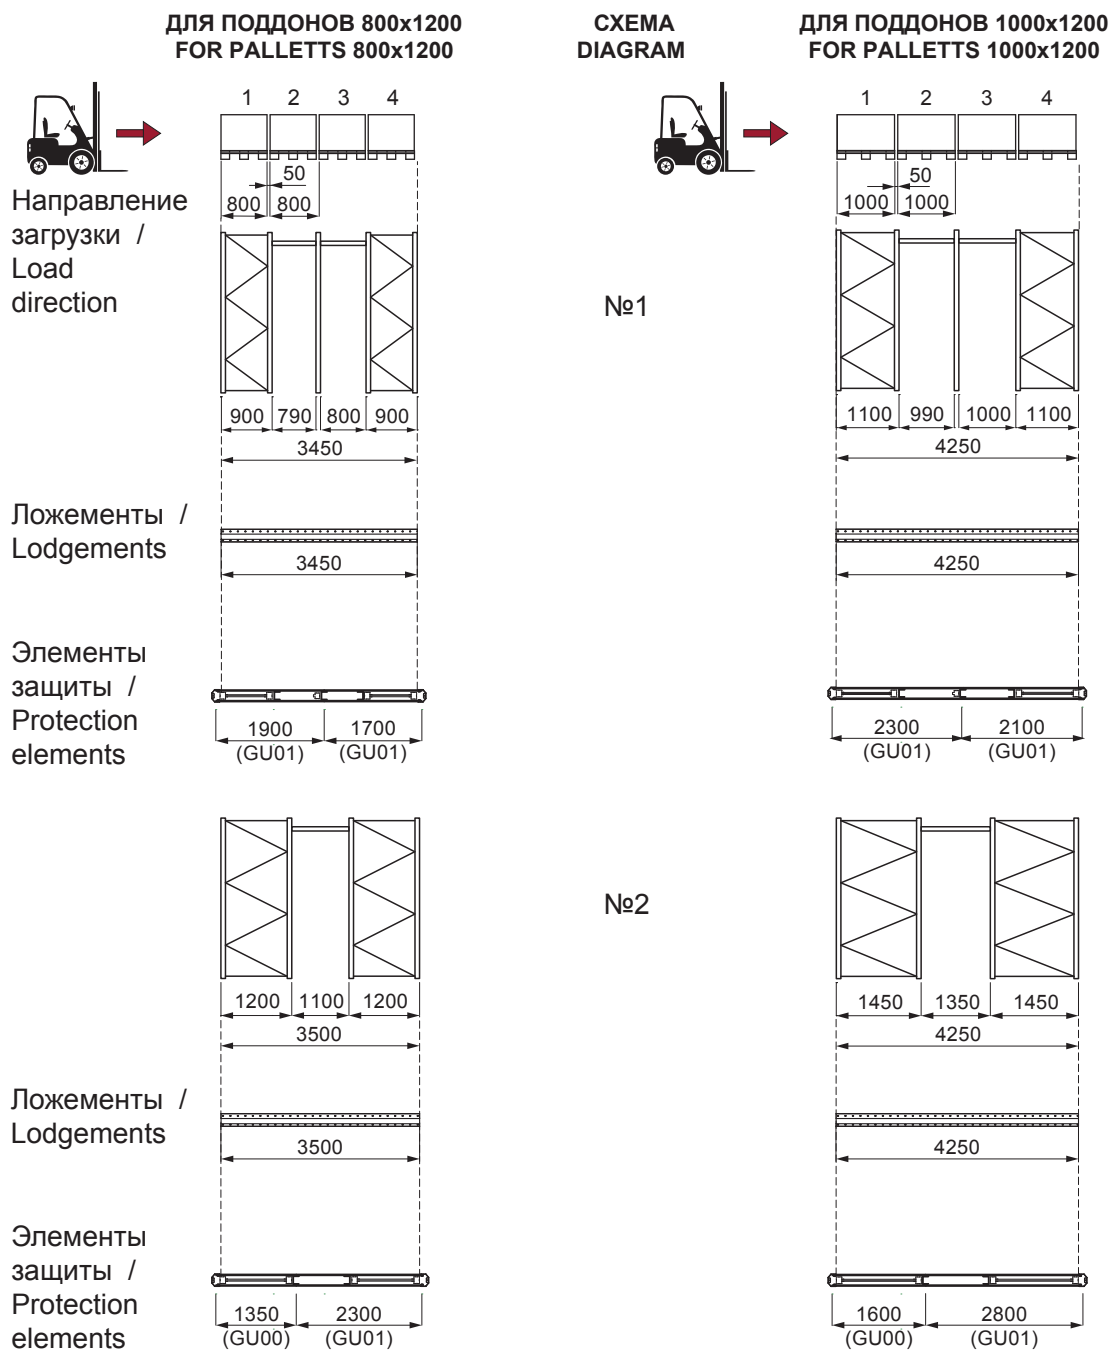 ДЛЯ ПОДДОНОВ 800x1200
FOR PALLETTS 800x1200
СХЕМА
DIAGRAM
ДЛЯ ПОДДОНОВ 1000x1200
FOR PALLETTS 1000x1200
1 2 3 4
1 2 3 4
50
800 800
50
1000 1000
Направление
загрузки /
Load
direction
№1
900 790 800 900
3450
1100 990 1000 1100
4250
Ложементы /
Lodgements
3450
4250
Элементы
защиты /
Protection
elements
1900 1700
(GU01) (GU01)
2300 2100
(GU01) (GU01)
№2
1200 1100 1200
3500
1450 1350 1450
4250
Ложементы /
Lodgements
3500
4250
Элементы
защиты /
Protection
elements
1350 2300
(GU00) (GU01)
1600 2800
(GU00) (GU01)